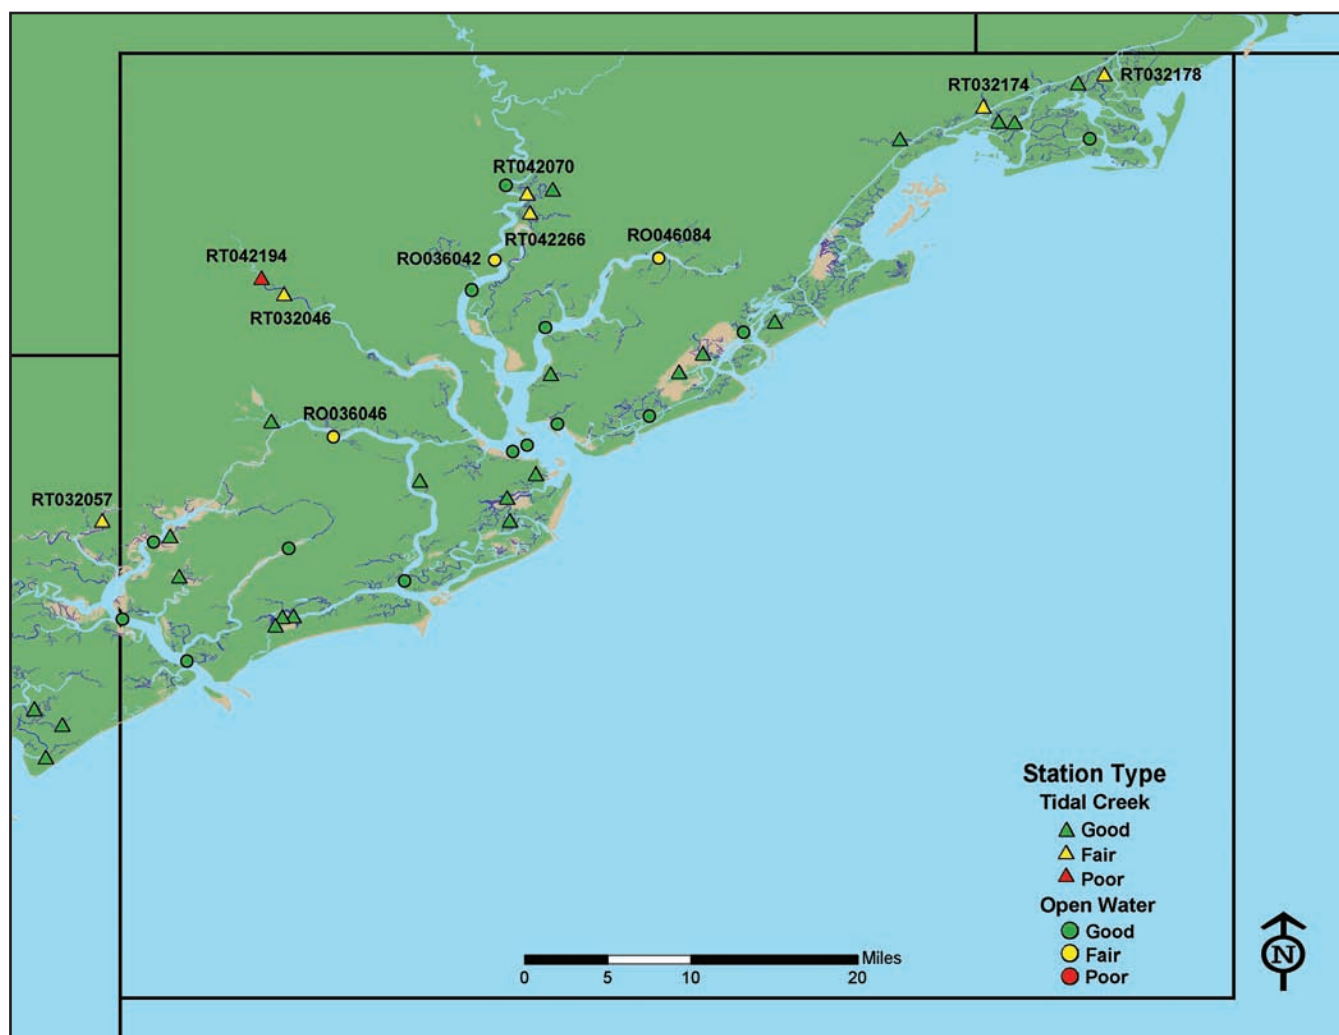 RT032178
RT032174
RT042070
RT042266
RO046084
RO036042
RT042194
RT032046
RO036046
RT032057
Station Type
Tidal Creek
Good
Fair
Poor
Open Water
Good
Fair
Poor
Miles
0 5 10 20
N